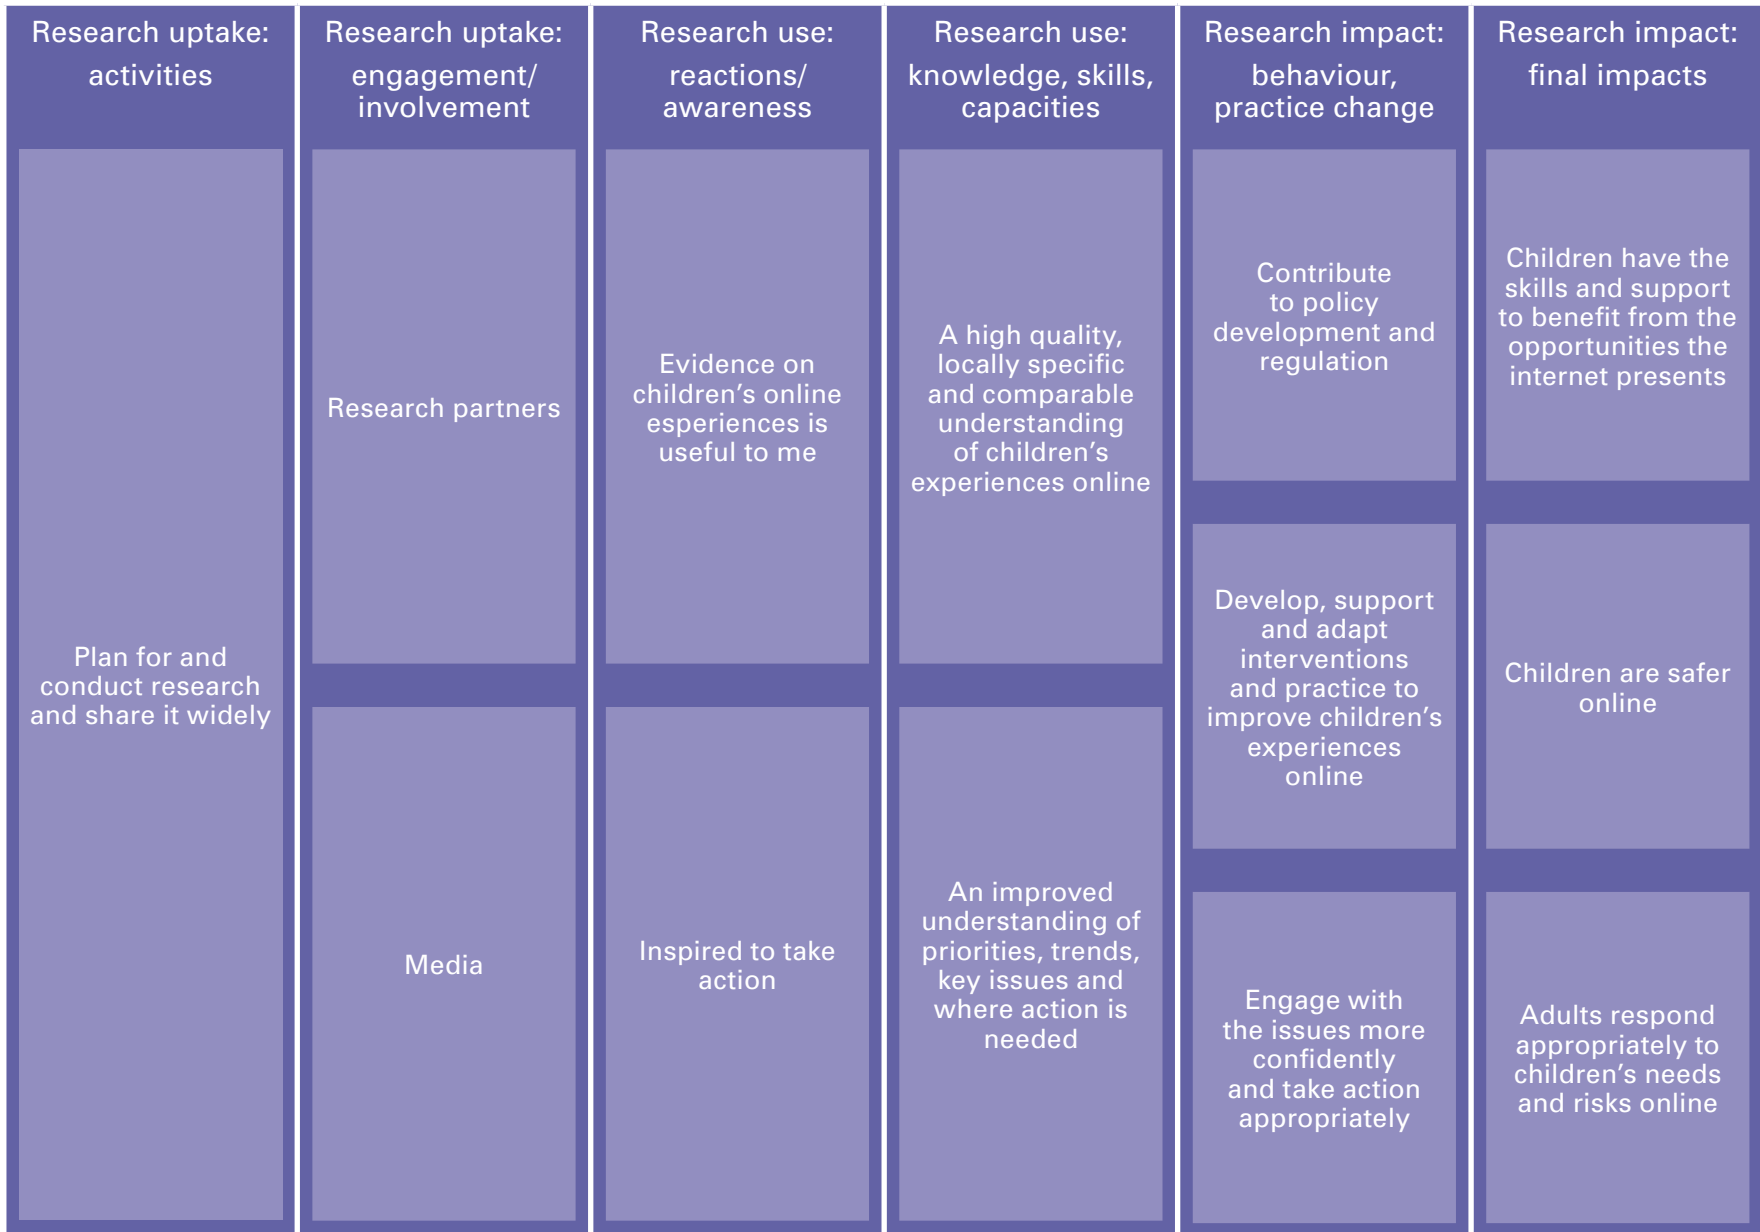 Research uptake:
activities
Plan for and
conduct research
and share it widely
Research uptake:
engagement/
involvement
Research partners
Media
Research use:
reactions/
awareness
Evidence on
children’s online
esperiences is
useful to me
Inspired to take
action
Research use:
knowledge, skills,
capacities
A high quality,
locally specific
and comparable
understanding
of children’s
experiences online
An improved
understanding of
priorities, trends,
key issues and
where action is
needed
Research impact:
behaviour,
practice change
Contribute
to policy
development and
regulation
Develop, support
and adapt
interventions
and practice to
improve children’s
experiences
online
Engage with
the issues more
confidently
and take action
appropriately
Research impact:
final impacts
Children have the
skills and support
to benefit from the
opportunities the
internet presents
Children are safer
online
Adults respond
appropriately to
children’s needs
and risks online